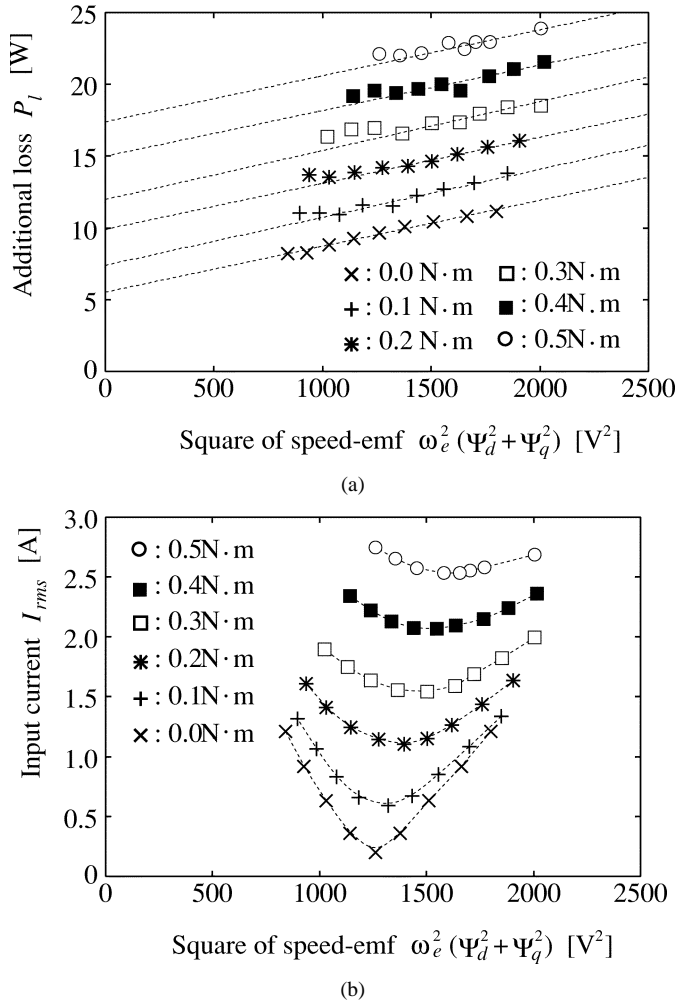 25
20
15
10
5
0
Additional loss P_l [W]
×: 0.0 N·m □: 0.3N·m
+: 0.1 N·m ■: 0.4N·m
∗: 0.2 N·m ○: 0.5N·m
0 500 1000 1500 2000 2500
Square of speed-emf ω_e^2 (Ψ_d^2+Ψ_q^2) [V^2]
(a)
3.0
2.5
2.0
1.5
1.0
0.5
0
Input current I_rms [A]
○: 0.5N·m
■: 0.4N·m
□: 0.3N·m
∗: 0.2N·m
+: 0.1N·m
×: 0.0N·m
0 500 1000 1500 2000 2500
Square of speed-emf ω_e^2 (Ψ_d^2+Ψ_q^2) [V^2]
(b)